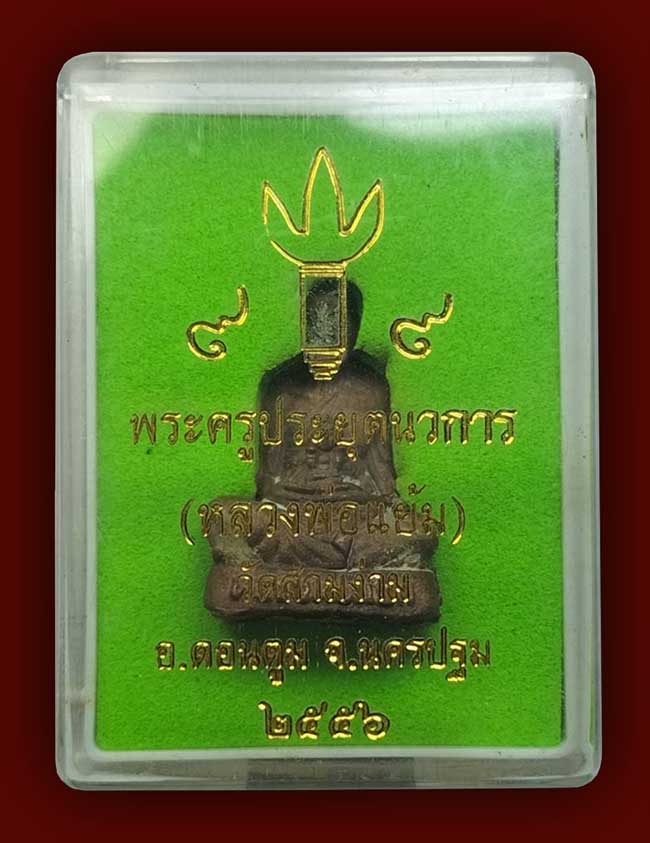 ๙ ๙
พระครูประยุตนวการ
(หลวงพ่อแย้ม)
วัดสามง่าม
อ.ดอนตูม จ.นครปฐม
๒๕๕๖